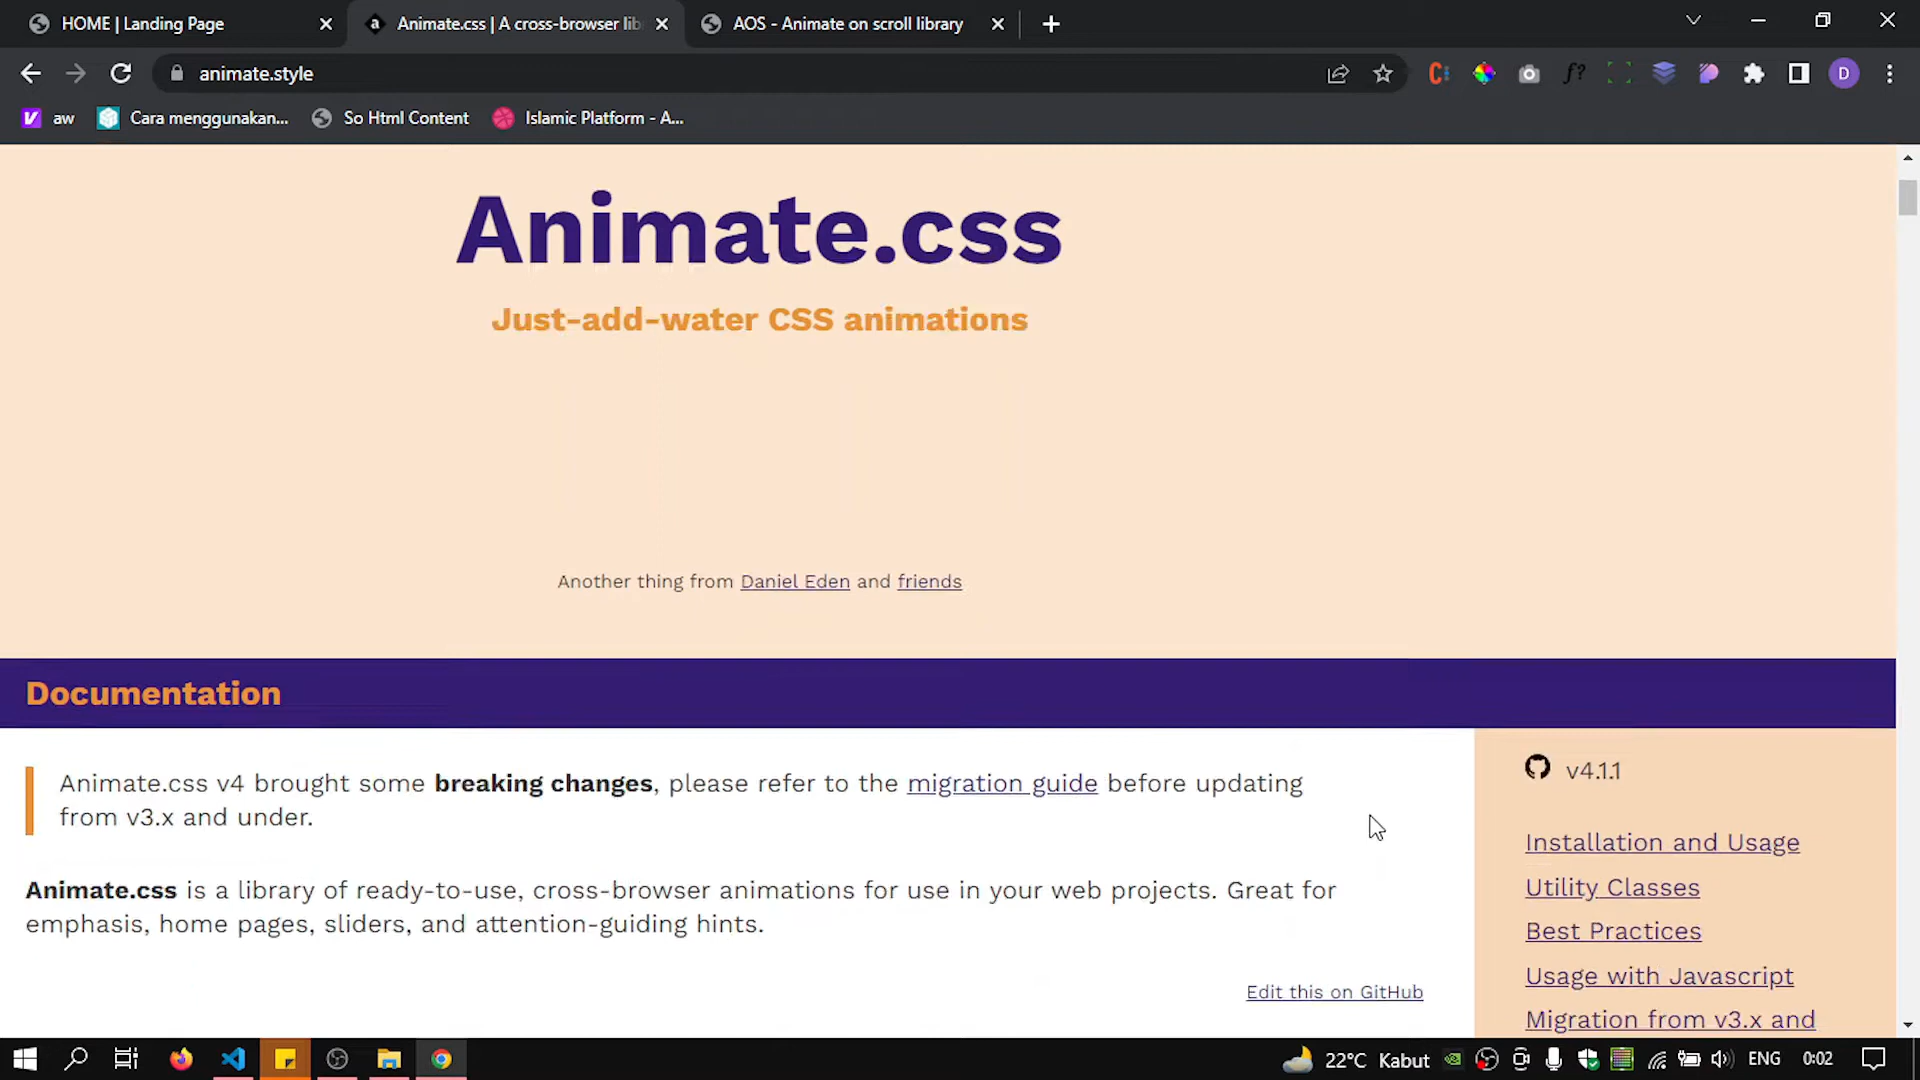 HOME | Landing Page
Animate.css | A cross-browser lib
AOS - Animate on scroll library
animate.style
aw
Cara menggunakan...
So Html Content
Islamic Platform - A...
Animate.css
Just-add-water CSS animations
Another thing from Daniel Eden and friends
Documentation
Animate.css v4 brought some breaking changes, please refer to the migration guide before updating
from v3.x and under.
Animate.css is a library of ready-to-use, cross-browser animations for use in your web projects. Great for
emphasis, home pages, sliders, and attention-guiding hints.
Edit this on GitHub
v4.1.1
Installation and Usage
Utility Classes
Best Practices
Usage with Javascript
Migration from v3.x and
22°C Kabut
ENG
0:02
D
f?